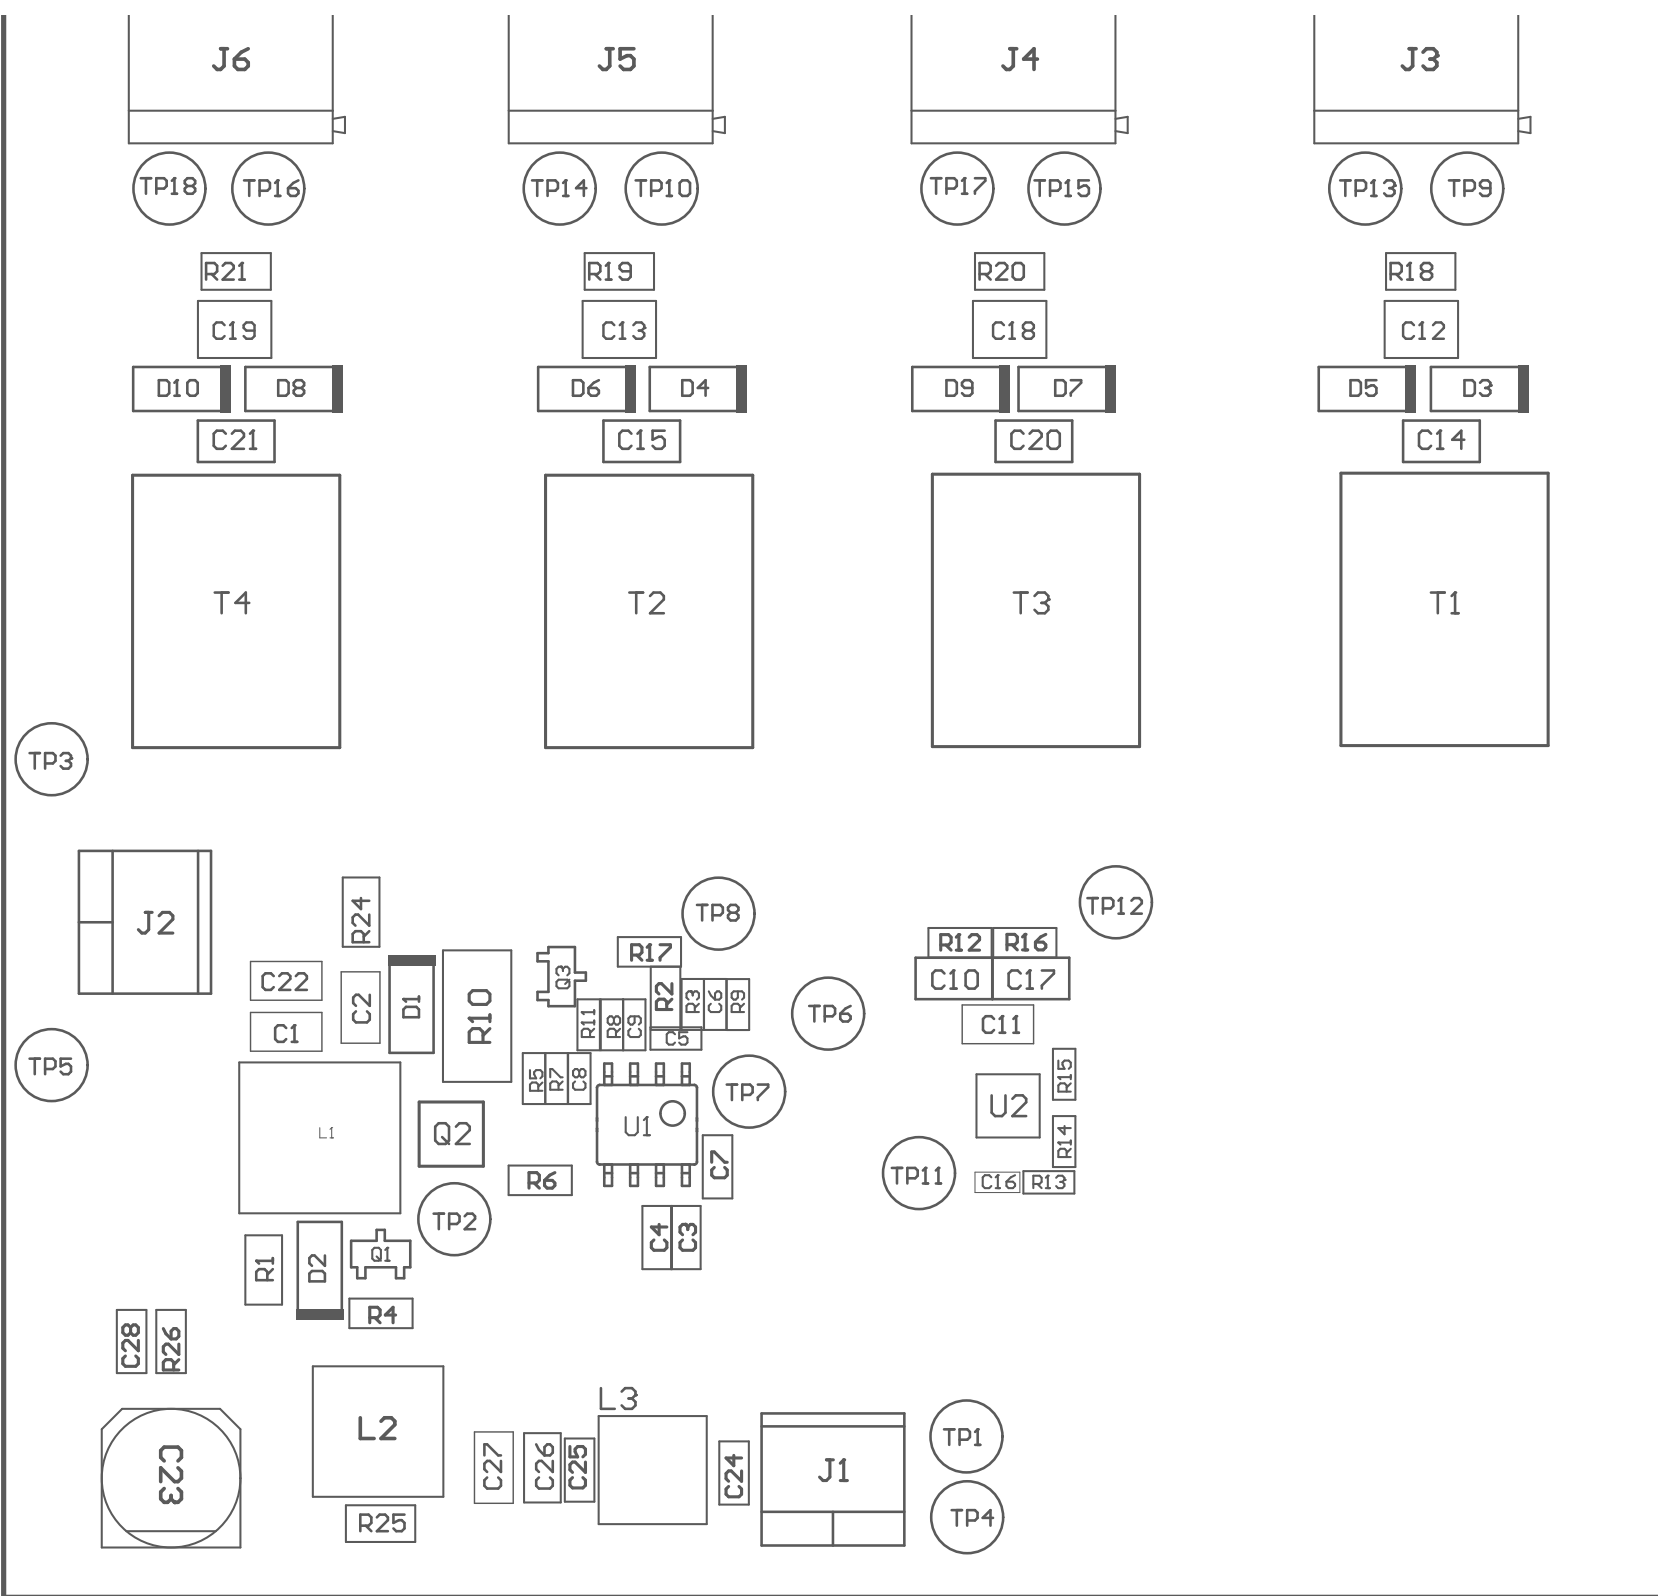 J6 J5 J4 J3
TP18 TP16 TP14 TP10 TP17 TP15 TP13 TP9
R21 R19 R20 R18
C19 C13 C18 C12
D10 D8 D6 D4 D9 D7 D5 D3
C21 C15 C20 C14
T4 T2 T3 T1
TP3
TP12
J2 R24 TP8
R17 R12 R16
C22 Q3 C10 C17
C2 D1 R10 R2 R3 C6 R9 TP6
C1 R11 R8 C9 C5 C11
TP5 R5 R7 C8 TP7 R15
L1 Q2 U1 U2
R14
R6 C7 TP11 C16 R13
TP2
R1 D2 Q1 C4 C3
R4
C28 R26
L3
L2 TP1
C23 C27 C26 C25 C24 J1
R25 TP4